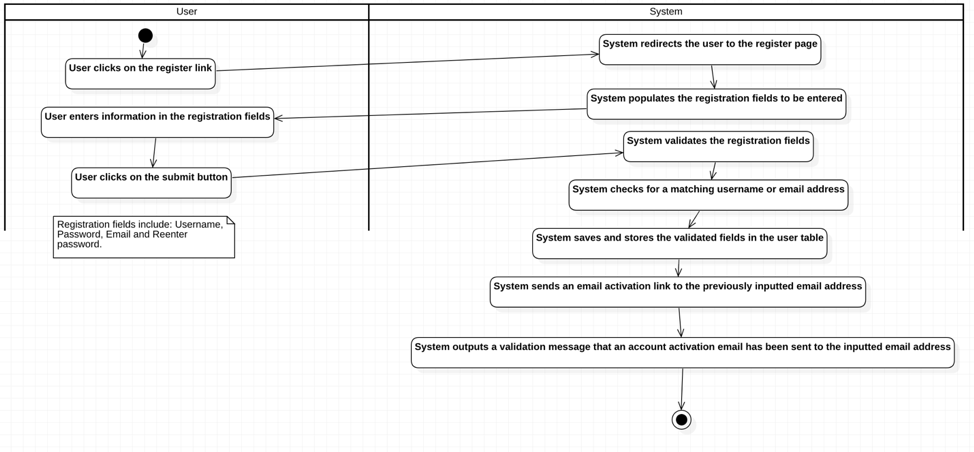 User
System
System redirects the user to the register page
User clicks on the register link
System populates the registration fields to be entered
User enters information in the registration fields
System validates the registration fields
User clicks on the submit button
System checks for a matching username or email address
Registration fields include: Username,
Password, Email and Reenter
password.
System saves and stores the validated fields in the user table
System sends an email activation link to the previously inputted email address
System outputs a validation message that an account activation email has been sent to the inputted email address